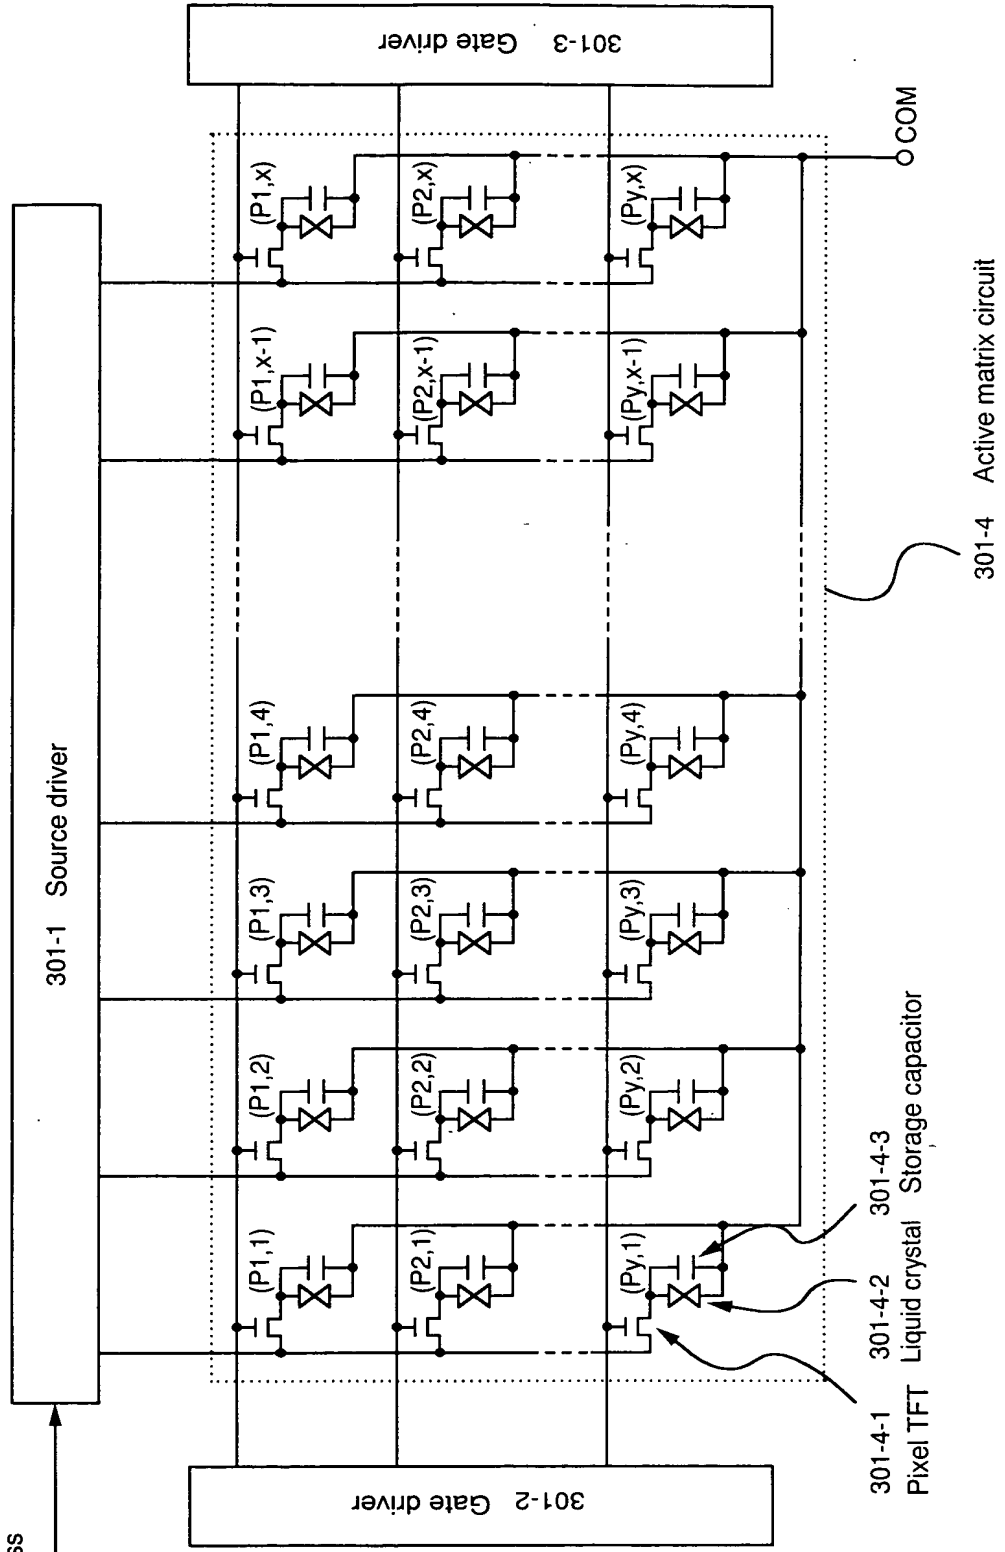 ss
301-1 Source driver
301-2 Gate driver
301-3 Gate driver
(P1,1)
(P1,2)
(P1,3)
(P1,4)
(P1,x-1)
(P1,x)
(P2,1)
(P2,2)
(P2,3)
(P2,4)
(P2,x-1)
(P2,x)
(Py,1)
(Py,2)
(Py,3)
(Py,4)
(Py,x-1)
(Py,x)
COM
301-4-1
Pixel TFT
301-4-2
Liquid crystal
301-4-3
Storage capacitor
301-4 Active matrix circuit